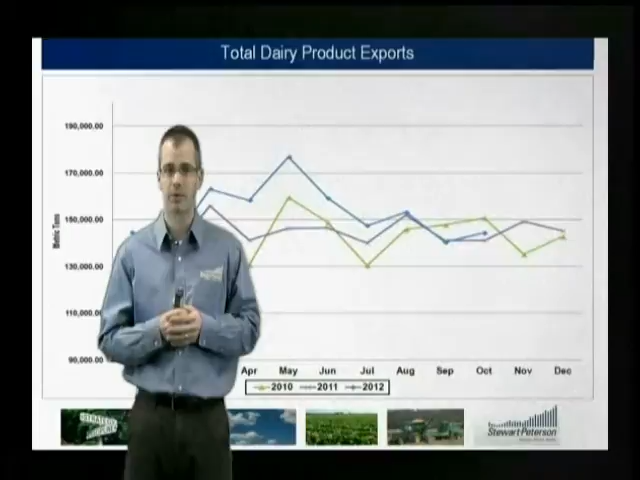 Total Dairy Product Exports
190,000.00
170,000.00
150,000.00
130,000.00
110,000.00
90,000.00
Metric Tons
Apr May Jun Jul Aug Sep Oct Nov Dec
2010 2011 2012
STRATEGY
Stewart-Peterson